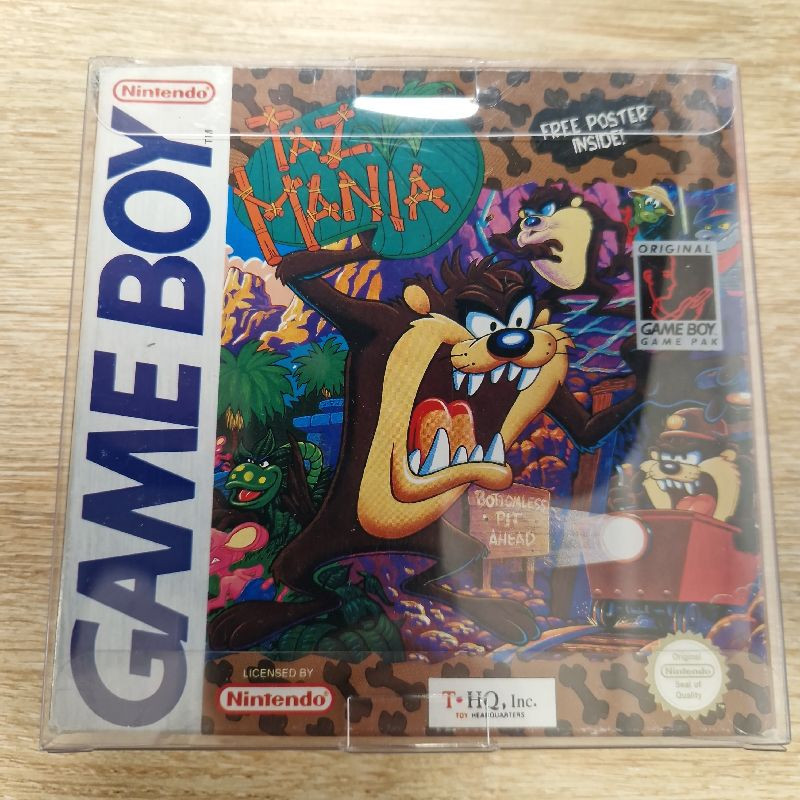 Nintendo
GAME BOY
TM
TAZ
MANIA
FREE POSTER
INSIDE!
ORIGINAL
GAME BOY
GAME PAK
BOTTOMLESS
PIT
AHEAD
LICENSED BY
Nintendo
T·HQ, Inc.
TOY HEADQUARTERS
Original
Nintendo
Seal of
Quality